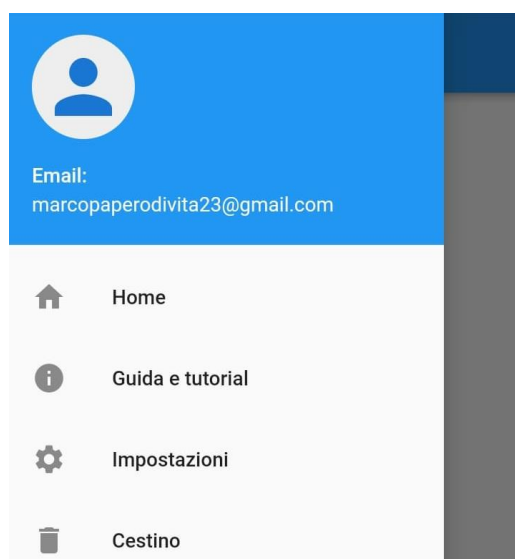 Email:
marcopaperodivita23@gmail.com
Home
Guida e tutorial
Impostazioni
Cestino